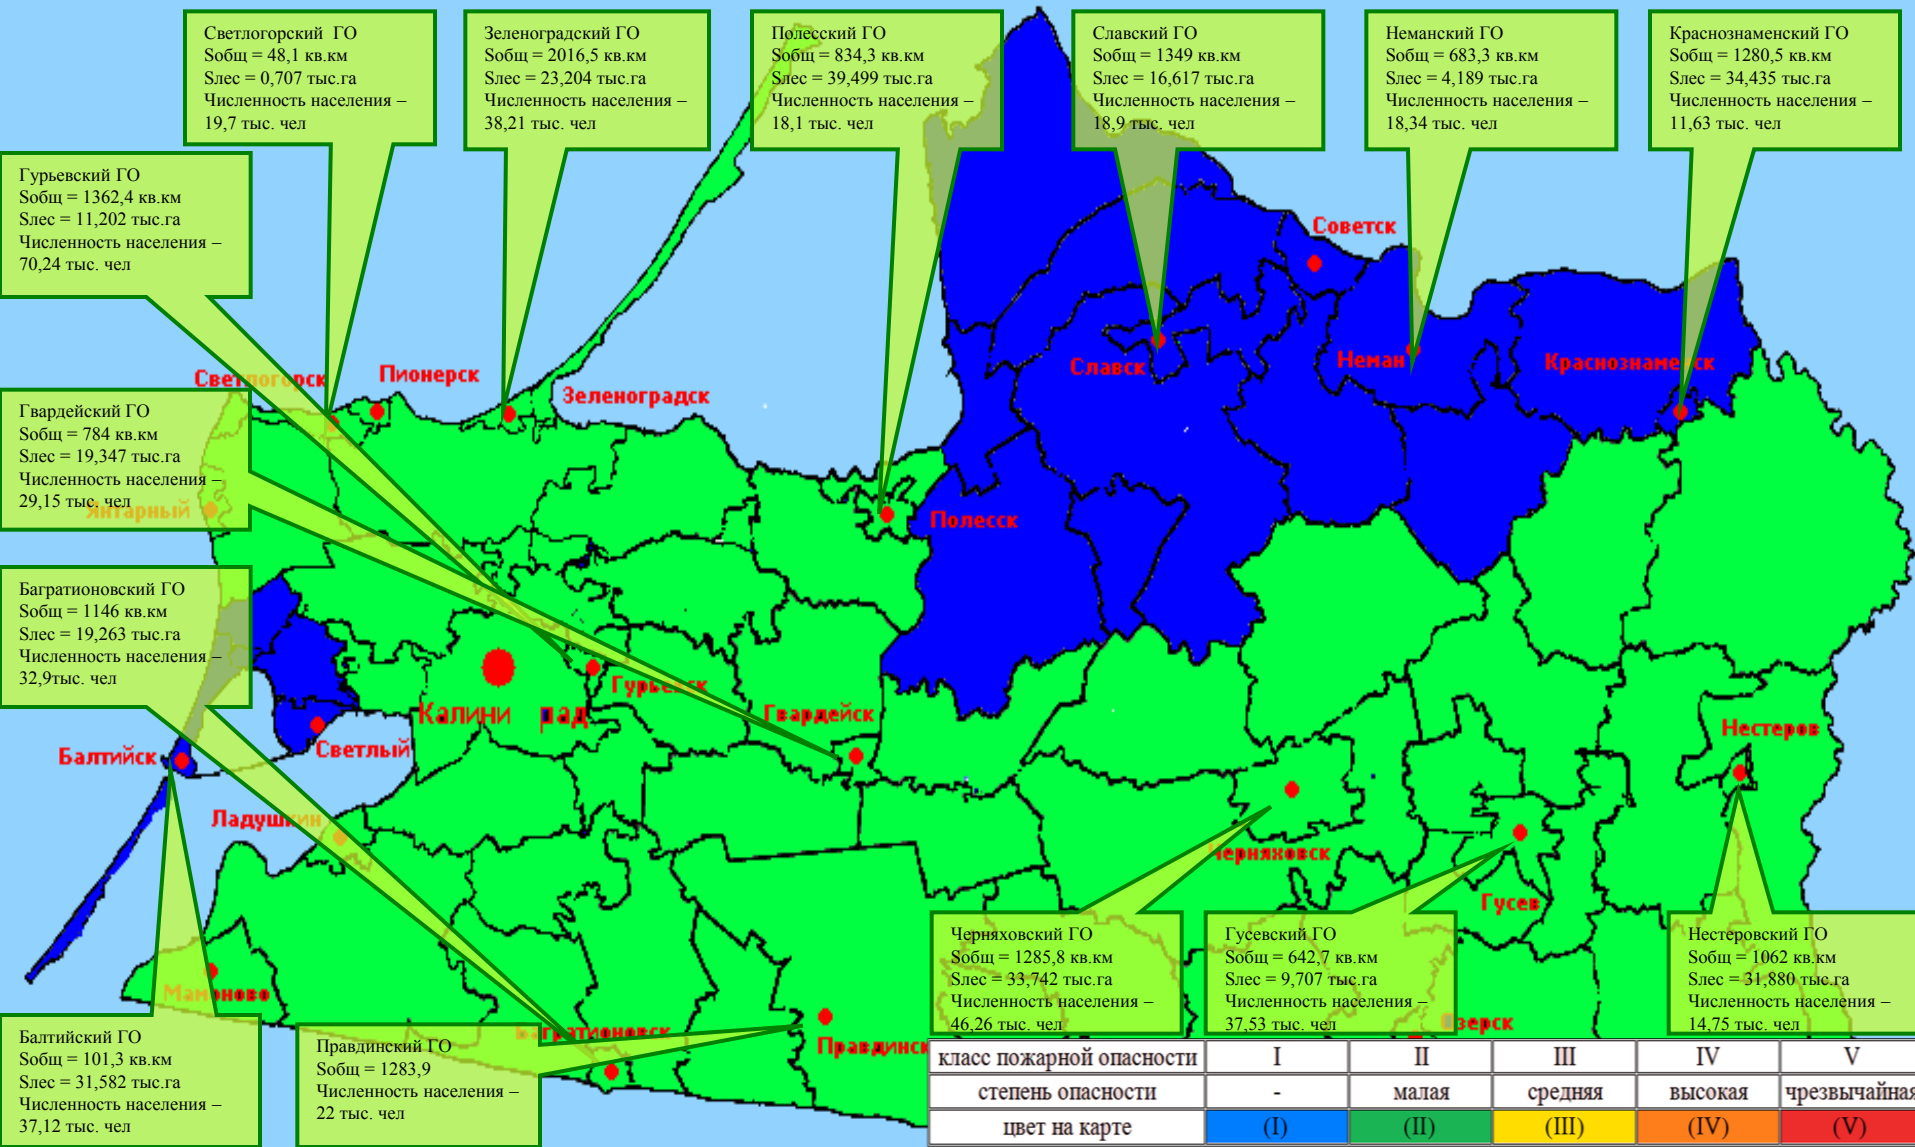 Светлогорский ГО
Sобщ = 48,1 кв.км
Sлес = 0,707 тыс.га
Численность населения –
19,7 тыс. чел
Зеленоградский ГО
Sобщ = 2016,5 кв.км
Sлес = 23,204 тыс.га
Численность населения –
38,21 тыс. чел
Полесский ГО
Sобщ = 834,3 кв.км
Sлес = 39,499 тыс.га
Численность населения –
18,1 тыс. чел
Славский ГО
Sобщ = 1349 кв.км
Sлес = 16,617 тыс.га
Численность населения –
18,9 тыс. чел
Неманский ГО
Sобщ = 683,3 кв.км
Sлес = 4,189 тыс.га
Численность населения –
18,34 тыс. чел
Краснознаменский ГО
Sобщ = 1280,5 кв.км
Sлес = 34,435 тыс.га
Численность населения –
11,63 тыс. чел
Гурьевский ГО
Sобщ = 1362,4 кв.км
Sлес = 11,202 тыс.га
Численность населения –
70,24 тыс. чел
Советск
Неман
Славск
Краснознаменск
Светлогорск
Пионерск
Зеленоградск
Гвардейский ГО
Sобщ = 784 кв.км
Sлес = 19,347 тыс.га
Численность населения –
29,15 тыс. чел
Янтарный
Полесск
Багратионовский ГО
Sобщ = 1146 кв.км
Sлес = 19,263 тыс.га
Численность населения –
32,9тыс. чел
Гурьевск
Калини рад
Гвардейск
Нестеров
Балтийск
Светлый
Ладушкин
Черняховск
Гусев
Мамоново
Багратионовск
Правдинск
Озерск
Черняховский ГО
Sобщ = 1285,8 кв.км
Sлес = 33,742 тыс.га
Численность населения –
46,26 тыс. чел
Гусевский ГО
Sобщ = 642,7 кв.км
Sлес = 9,707 тыс.га
Численность населения –
37,53 тыс. чел
Нестеровский ГО
Sобщ = 1062 кв.км
Sлес = 31,880 тыс.га
Численность населения –
14,75 тыс. чел
Балтийский ГО
Sобщ = 101,3 кв.км
Sлес = 31,582 тыс.га
Численность населения –
37,12 тыс. чел
Правдинский ГО
Sобщ = 1283,9
Численность населения –
22 тыс. чел
класс пожарной опасности I II III IV V
степень опасности - малая средняя высокая чрезвычайная
цвет на карте (I) (II) (III) (IV) (V)